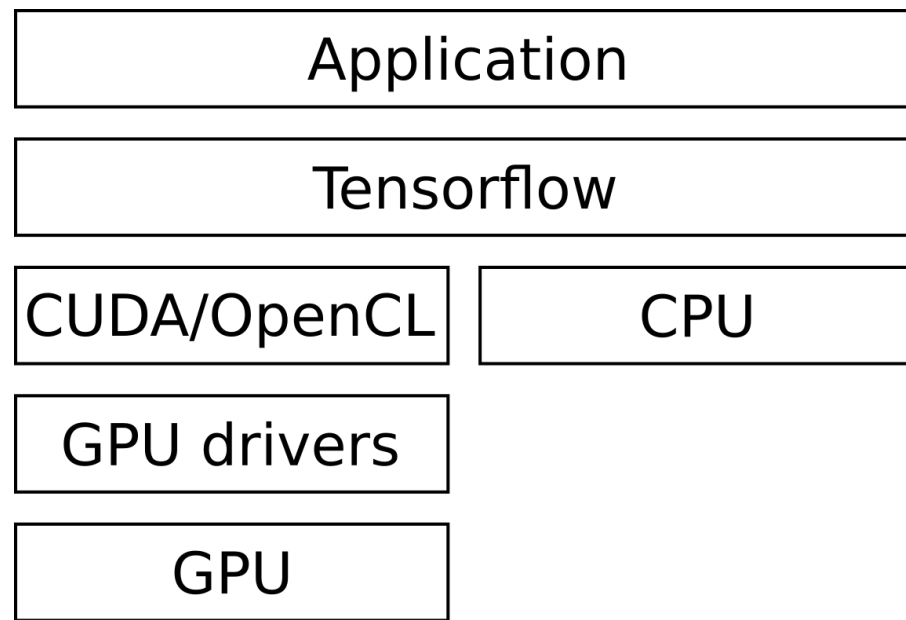 Application
Tensorflow
CUDA/OpenCL
CPU
GPU drivers
GPU